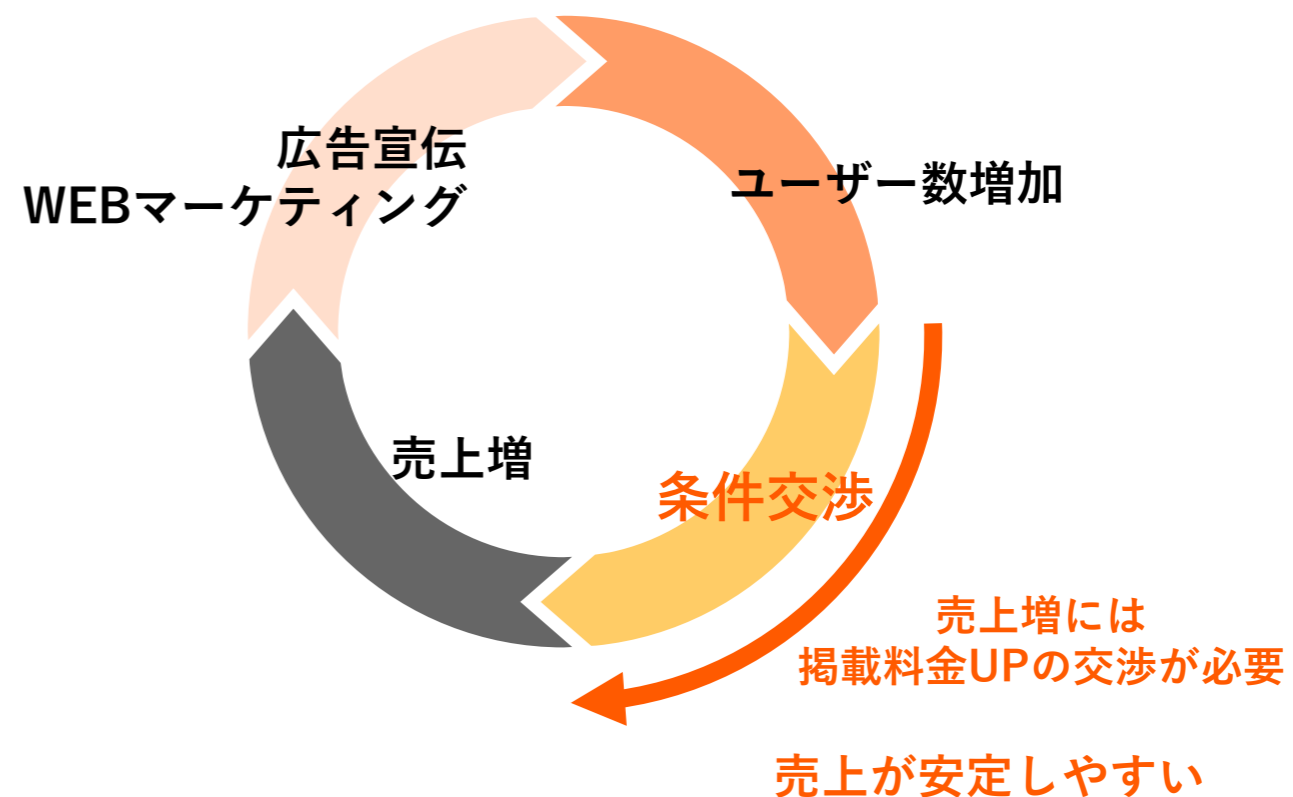 広告宣伝
WEBマーケティング
ユーザー数増加
売上増
条件交渉
売上増には
掲載料金UPの交渉が必要
売上が安定しやすい